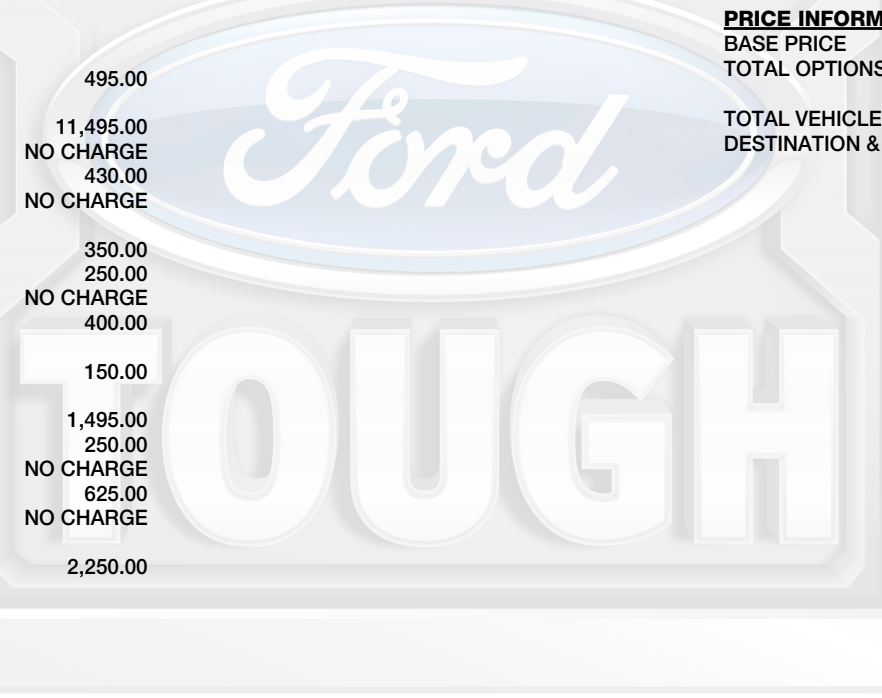 PRICE INFORM
BASE PRICE
TOTAL OPTIONS
TOTAL VEHICLE
DESTINATION &
495.00
11,495.00
NO CHARGE
430.00
NO CHARGE
350.00
250.00
NO CHARGE
400.00
150.00
1,495.00
250.00
NO CHARGE
625.00
NO CHARGE
2,250.00
Ford
TOUGH